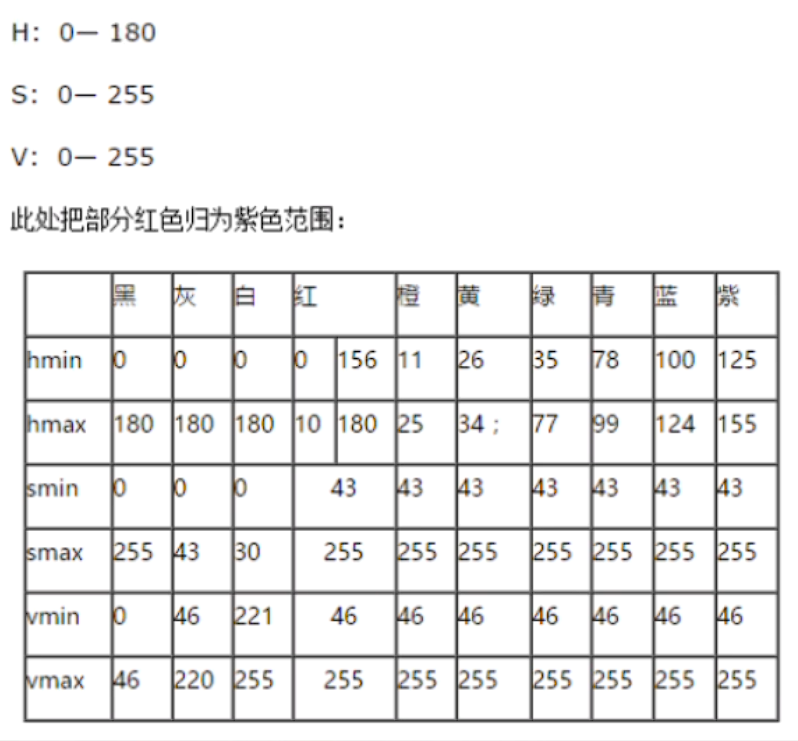 H：0— 180
S：0— 255
V：0— 255
此处把部分红色归为紫色范围：
黑 灰 白 红 橙 黄 绿 青 蓝 紫
hmin 0 0 0 0 156 11 26 35 78 100 125
hmax 180 180 180 10 180 25 34； 77 99 124 155
smin 0 0 0 43 43 43 43 43 43 43
smax 255 43 30 255 255 255 255 255 255 255
vmin 0 46 221 46 46 46 46 46 46 46
vmax 46 220 255 255 255 255 255 255 255 255